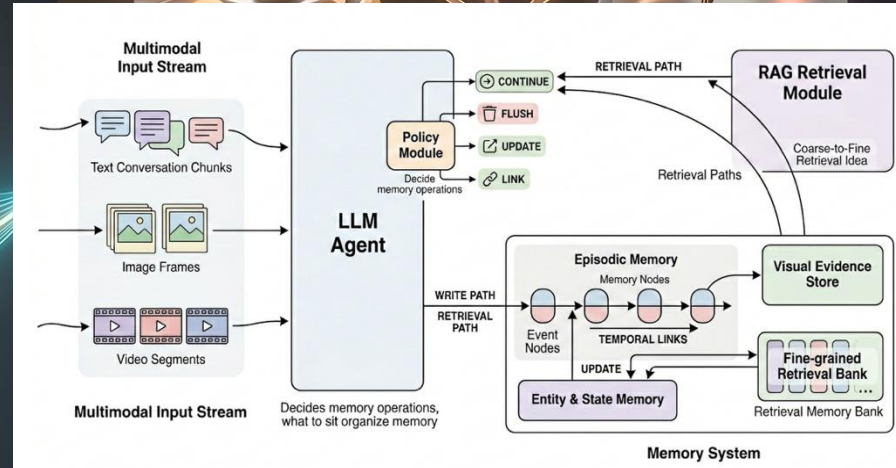 Multimodal
Input Stream
Text Conversation Chunks
Image Frames
Video Segments
Multimodal Input Stream
LLM
Agent
Policy
Module
Decide
memory operations
CONTINUE
FLUSH
UPDATE
LINK
Decides memory operations,
what to sit organize memory
RETRIEVAL PATH
RAG Retrieval
Module
Coarse-to-Fine
Retrieval Idea
Retrieval Paths
WRITE PATH
RETRIEVAL
PATH
Episodic Memory
Memory Nodes
Event
Nodes
TEMPORAL LINKS
UPDATE
Entity & State Memory
Visual Evidence
Store
Fine-grained
Retrieval Bank
...
Retrieval Memory Bank
Memory System